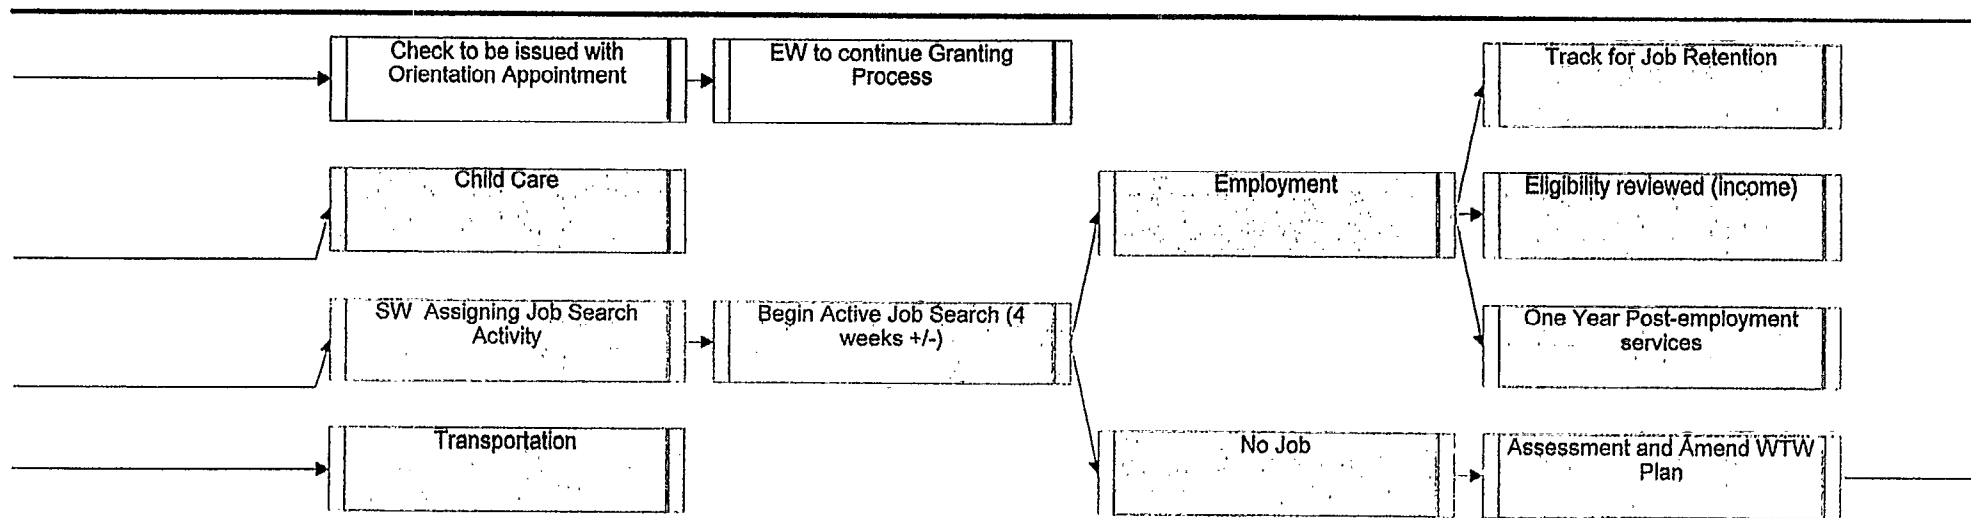 Check to be issued with
Orientation Appointment
EW to continue Granting
Process
Track for Job Retention
Child Care
Employment
Eligibility reviewed (income)
SW Assigning Job Search
Activity
Begin Active Job Search (4
weeks +/-)
One Year Post-employment
services
Transportation
No Job
Assessment and Amend WTW
Plan